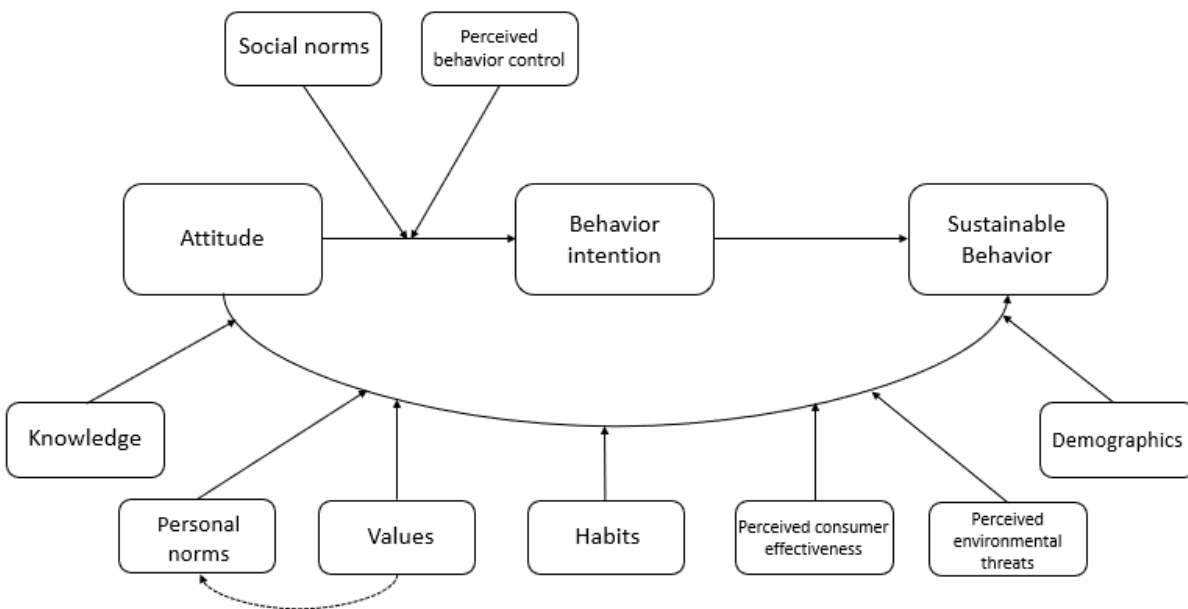 Social norms
Perceived
behavior control
Attitude
Behavior
intention
Sustainable
Behavior
Knowledge
Demographics
Personal
norms
Values
Habits
Perceived consumer
effectiveness
Perceived
environmental
threats